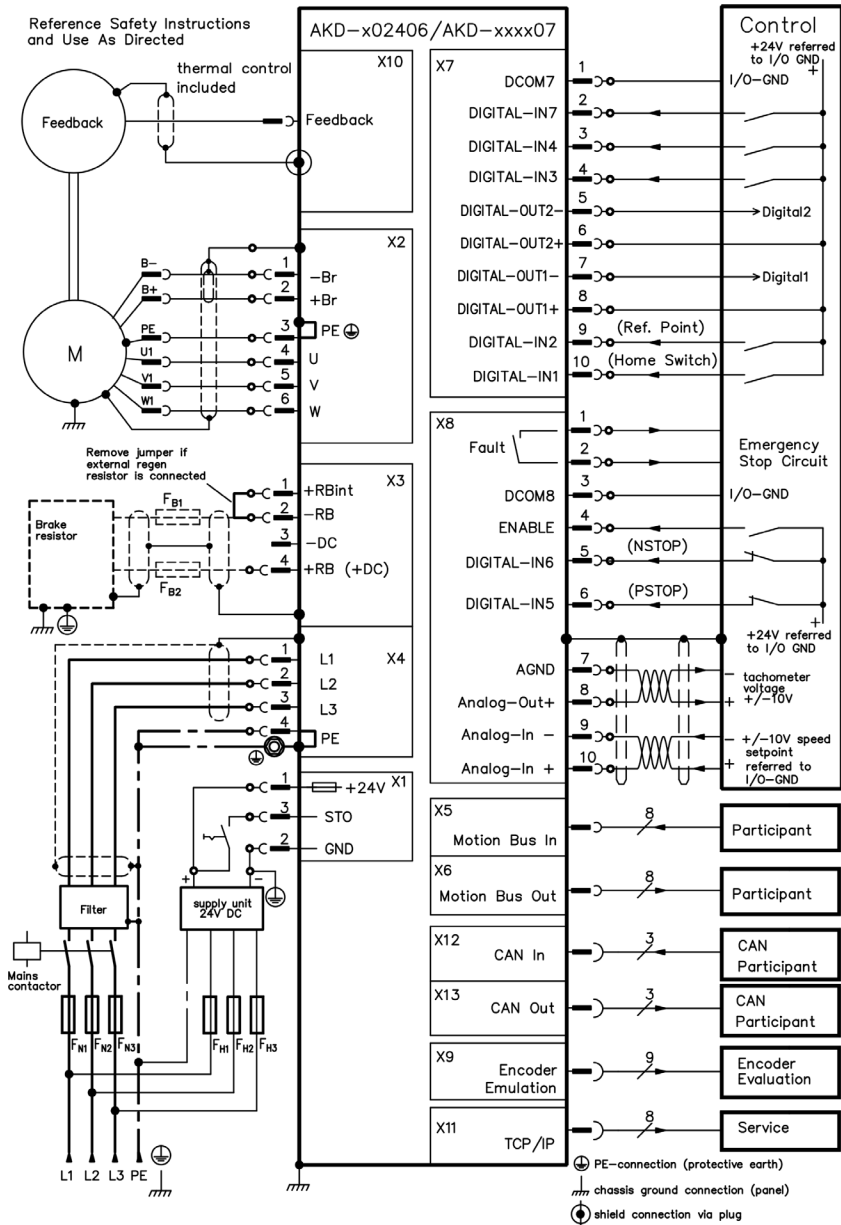 Reference Safety Instructions
and Use As Directed
AKD-x02406/AKD-xxxx07
Control
+24V referred
to I/O GND
+
X10
thermal control
included
Feedback
Feedback
X7
DCOM7
1
I/O-GND
DIGITAL-IN7
2
DIGITAL-IN4
3
DIGITAL-IN3
4
DIGITAL-OUT2-
5
Digital2
DIGITAL-OUT2+
6
DIGITAL-OUT1-
7
Digital1
DIGITAL-OUT1+
8
DIGITAL-IN2
9
(Ref. Point)
DIGITAL-IN1
10
(Home Switch)
X2
B-
1
-Br
B+
2
+Br
PE
3
PE
M
U1
4
U
V1
5
V
W1
6
W
X8
Fault
1
2
Emergency
Stop Circuit
DCOM8
3
I/O-GND
ENABLE
4
DIGITAL-IN6
5
(NSTOP)
DIGITAL-IN5
6
(PSTOP)
+
+24V referred
to I/O GND
AGND
7
-
tachometer
voltage
Analog-Out+
8
+
+/-10V
Analog-In -
9
-
+/-10V speed
setpoint
referred to
I/O-GND
Analog-In +
10
+
Remove jumper if
external regen
resistor is connected
X3
Brake
resistor
FB1
FB2
1
+RBint
2
-RB
3
-DC
4
+RB (+DC)
X4
1
L1
2
L2
3
L3
4
PE
X1
1
+24V
3
STO
2
GND
+
-
supply unit
24V DC
Filter
Mains
contactor
FN1
FN2
FN3
FH1
FH2
FH3
L1
L2
L3
PE
X5
Motion Bus In
8
Participant
X6
Motion Bus Out
8
Participant
X12
CAN In
3
CAN
Participant
X13
CAN Out
3
CAN
Participant
X9
Encoder
Emulation
9
Encoder
Evaluation
X11
TCP/IP
8
Service
PE-connection (protective earth)
chassis ground connection (panel)
shield connection via plug